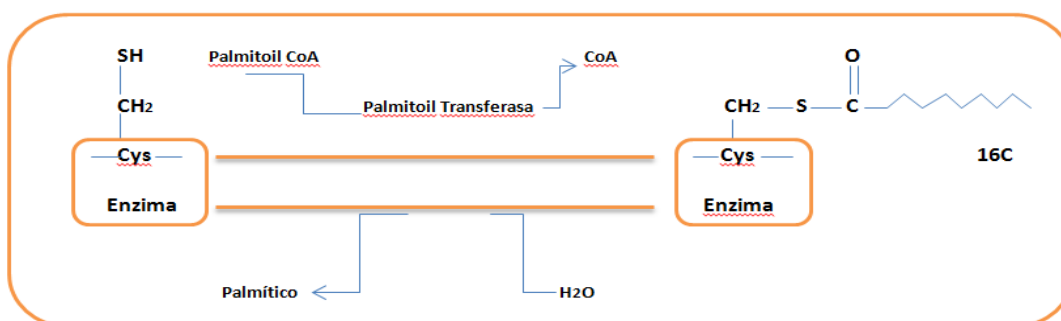 SH
Palmitoil CoA
CoA
O
CH2
Palmitoil Transferasa
CH2
S
C
Cys
Cys
16C
Enzima
Enzima
Palmítico
H2O